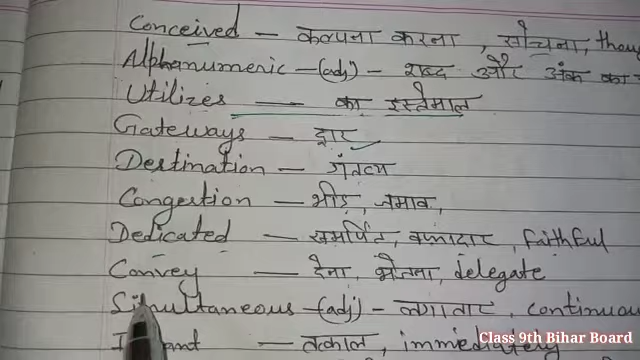 Conceived – कल्पना करना, सोचना, thou
Alphanumeric –(adj) – शब्द और अंक का
Utilizes — का इस्तेमाल
Gateways – द्वार
Destination – गंतव्य
Congestion – भीड़, जमाव,
Dedicated – समर्पित, वफादार, faithful
Convey – देना, भेजना, delegate
Simultaneous –(adj) – लगातार, continuou
– तत्काल, immediately
Class 9th Bihar Board